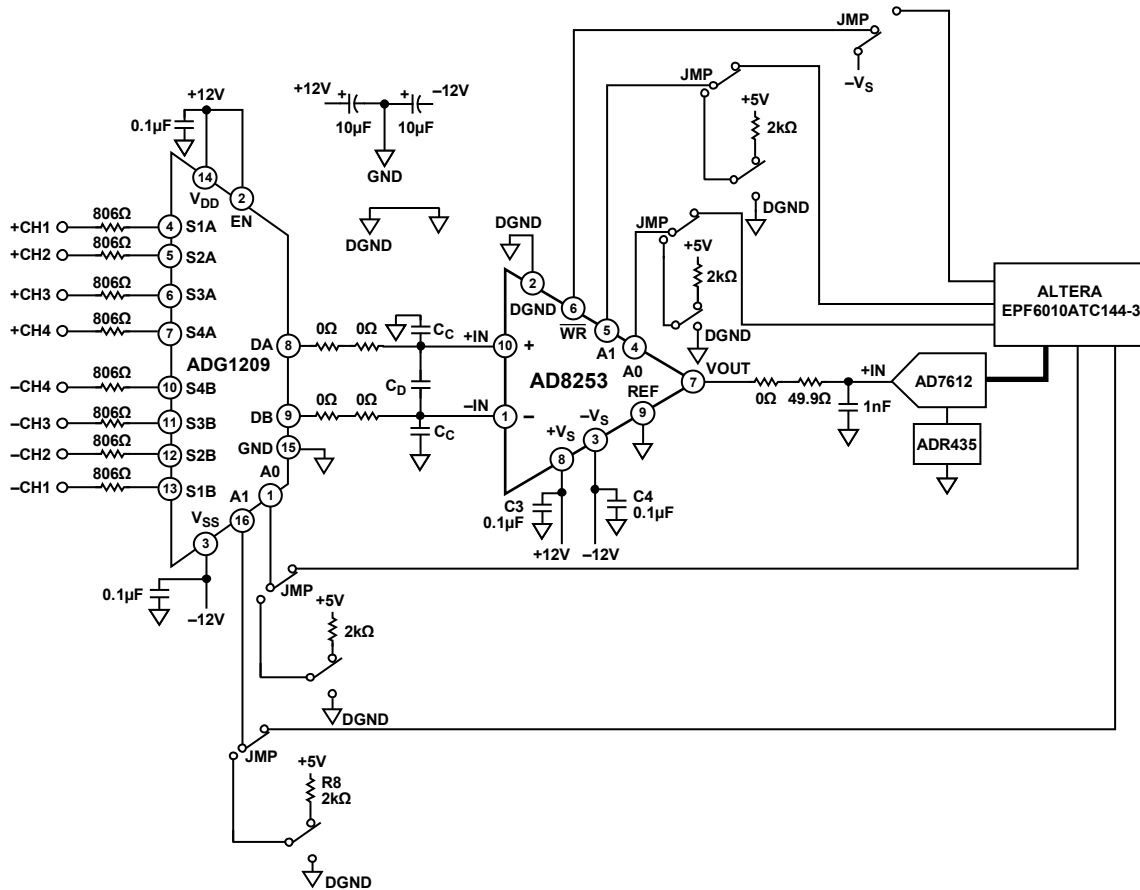 JMP
–VS
JMP
+5V
2kΩ
DGND
+12V
0.1µF
+12V
+
10µF
+
10µF
–12V
GND
DGND
14
VDD
2
EN
+CH1
806Ω
4
S1A
+CH2
806Ω
5
S2A
+CH3
806Ω
6
S3A
+CH4
806Ω
7
S4A
–CH4
806Ω
10
S4B
–CH3
806Ω
11
S3B
–CH2
806Ω
12
S2B
–CH1
806Ω
13
S1B
ADG1209
DA
8
DB
9
GND
15
A0
1
A1
16
VSS
3
0.1µF
–12V
0Ω
0Ω
0Ω
0Ω
CC
CD
CC
+IN
10
+
–IN
1
–
DGND
2
DGND
6
WR
5
A1
4
A0
AD8253
7
VOUT
REF
9
–VS
3
+VS
8
C3
0.1µF
C4
0.1µF
+12V
–12V
JMP
+5V
2kΩ
DGND
0Ω
49.9Ω
+IN
1nF
AD7612
ADR435
ALTERA
EPF6010ATC144-3
JMP
+5V
2kΩ
DGND
JMP
+5V
R8
2kΩ
DGND